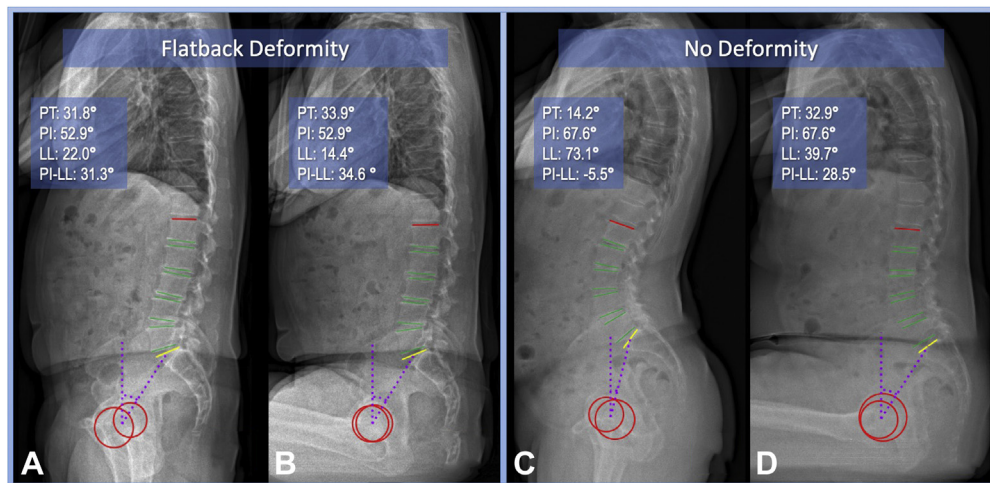 Flatback Deformity
No Deformity
PT: 31.8°
PI: 52.9°
LL: 22.0°
PI-LL: 31.3°
PT: 33.9°
PI: 52.9°
LL: 14.4°
PI-LL: 34.6 °
PT: 14.2°
PI: 67.6°
LL: 73.1°
PI-LL: -5.5°
PT: 32.9°
PI: 67.6°
LL: 39.7°
PI-LL: 28.5°
A
B
C
D